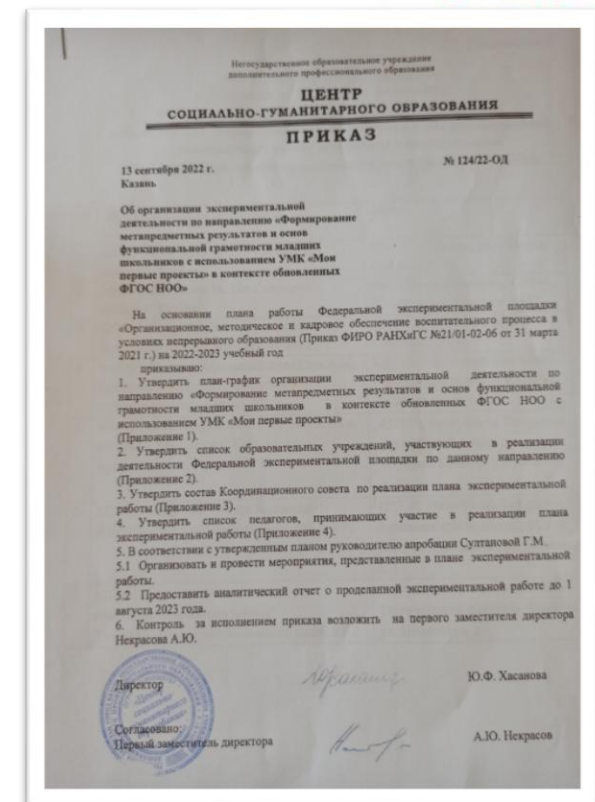 Негосударственное образовательное учреждение
дополнительного профессионального образования
ЦЕНТР
СОЦИАЛЬНО-ГУМАНИТАРНОГО ОБРАЗОВАНИЯ
ПРИКАЗ
№ 124/22-ОД
13 сентября 2022 г.
Казань
Об организации экспериментальной
деятельности по направлению «Формирование
метапредметных результатов и основ
функциональной грамотности младших
школьников с использованием УМК «Мои
первые проекты» в контексте обновленных
ФГОС НОО»
На основании плана работы Федеральной экспериментальной площадки
«Организационное, методическое и кадровое обеспечение воспитательного процесса в
условиях непрерывного образования (Приказ ФИРО РАНХиГС №21/01-02-06 от 31 марта
2021 г.) на 2022-2023 учебный год
приказываю:
1. Утвердить план-график организации экспериментальной деятельности по
направлению «Формирование метапредметных результатов и основ функциональной
грамотности младших школьников в контексте обновленных ФГОС НОО с
использованием УМК «Мои первые проекты»
(Приложение 1).
2. Утвердить список образовательных учреждений, участвующих в реализации
деятельности Федеральной экспериментальной площадки по данному направлению
(Приложение 2).
3. Утвердить состав Координационного совета по реализации плана экспериментальной
работы (Приложение 3).
4. Утвердить список педагогов, принимающих участие в реализации плана
экспериментальной работы (Приложение 4).
5. В соответствии с утвержденным планом руководителю апробации Султановой Г.М.
5.1 Организовать и провести мероприятия, представленные в плане экспериментальной
работы.
5.2 Предоставить аналитический отчет о проделанной экспериментальной работе до 1
августа 2023 года.
6. Контроль за исполнением приказа возложить на первого заместителя директора
Некрасова А.Ю.
Директор Ю.Ф. Хасанова
Согласовано:
Первый заместитель директора А.Ю. Некрасов
«Центр
социально-
гуманитарного
образования»